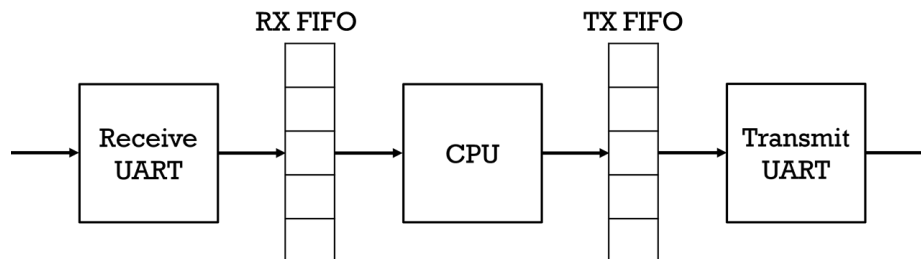 RX FIFO
TX FIFO
Receive
UART
CPU
Transmit
UART